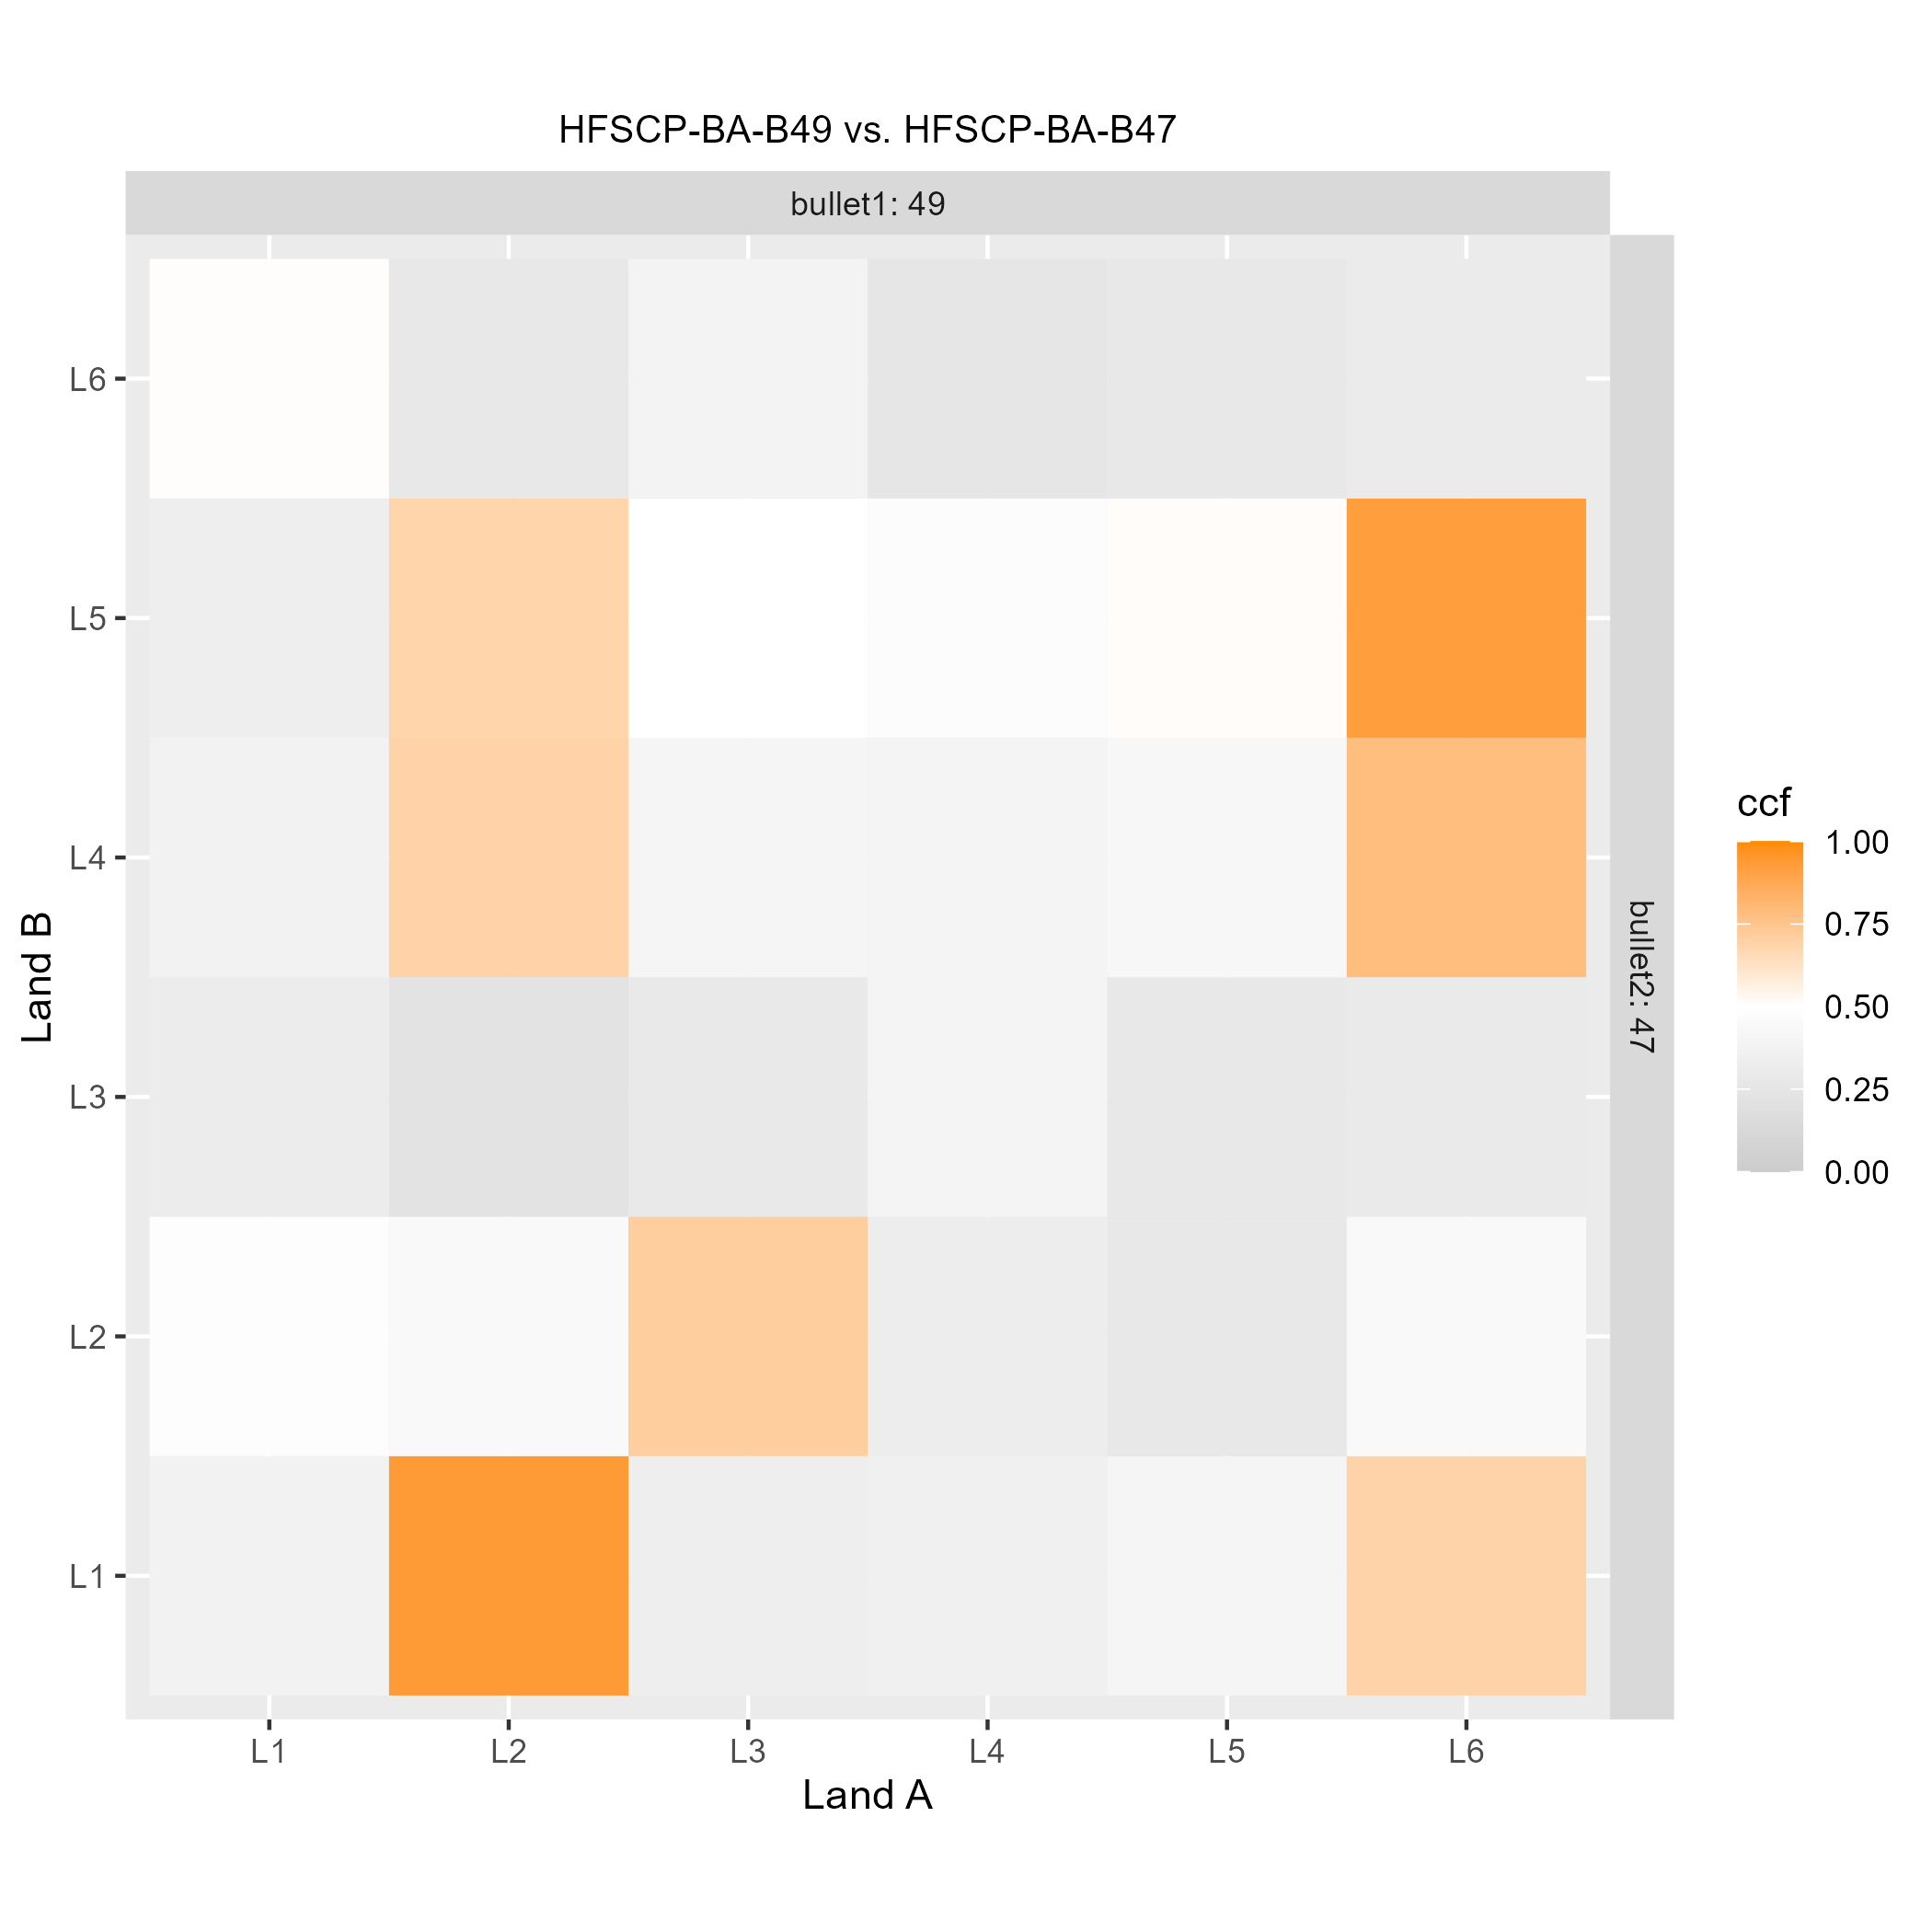 HFSCP-BA-B49 vs. HFSCP-BA-B47
bullet1: 49
L6
L5
L4
L3
L2
L1
Land B
L1 L2 L3 L4 L5 L6
Land A
bullet2: 47
ccf
1.00
0.75
0.50
0.25
0.00